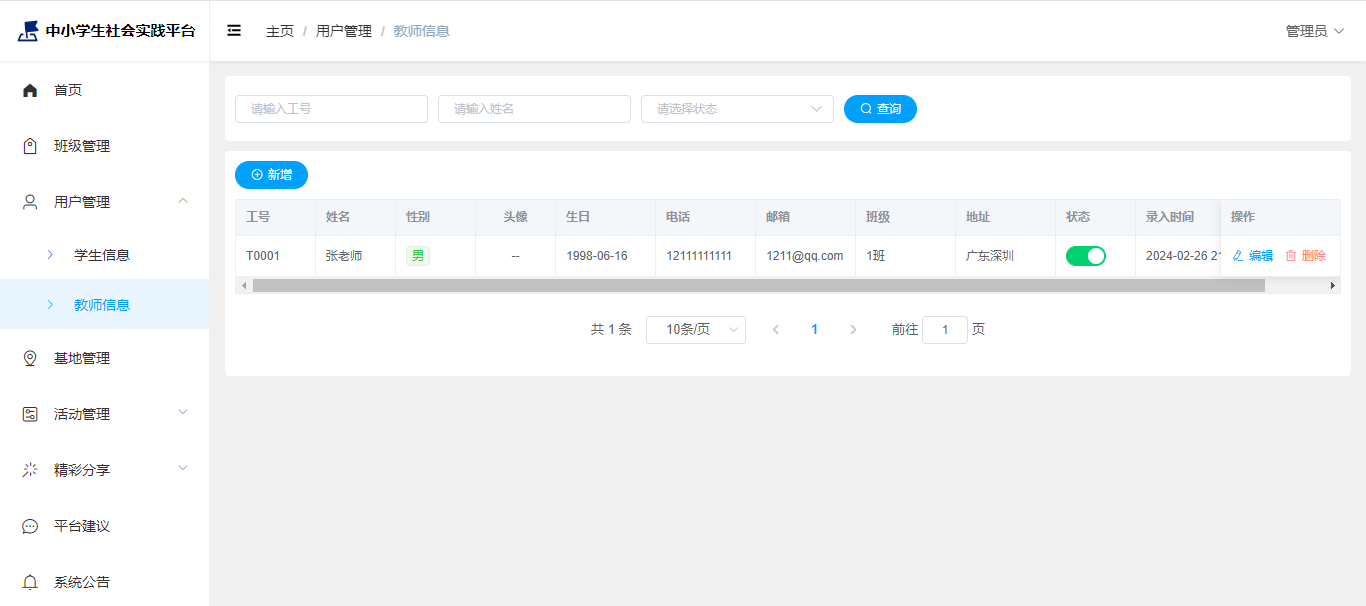 中小学生社会实践平台
主页 / 用户管理 / 教师信息
管理员
首页
班级管理
用户管理
学生信息
教师信息
基地管理
活动管理
精彩分享
平台建议
系统公告
请输入工号 请输入姓名 请选择状态 查询
新增
工号 姓名 性别 头像 生日 电话 邮箱 班级 地址 状态 录入时间 操作
T0001 张老师 男 -- 1998-06-16 12111111111 1211@qq.com 1班 广东深圳 2024-02-26 21 编辑 删除
共 1 条 10条/页 1 前往 1 页